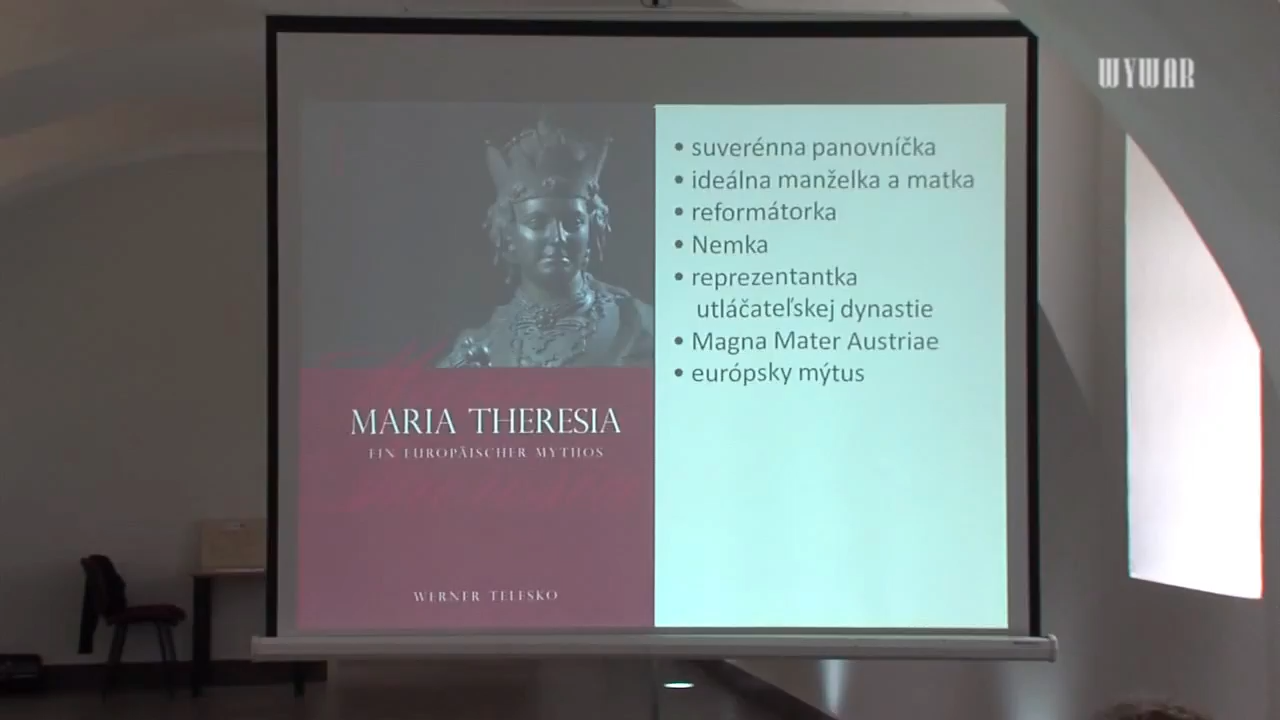 WYWAR
• suverénna panovníčka
• ideálna manželka a matka
• reformátorka
• Nemka
• reprezentantka
utláčateľskej dynastie
• Magna Mater Austriae
• európsky mýtus
MARIA THERESIA
EIN EUROPÄISCHER MYTHOS
WERNER TELESKO